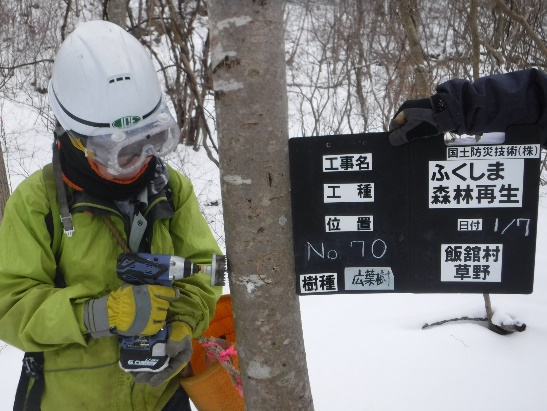 国土防災技術(株)
工事名
ふくしま
森林再生
工種
位置
日付 1/7
No 70
飯舘村
草野
樹種 広葉樹
6.0Ah